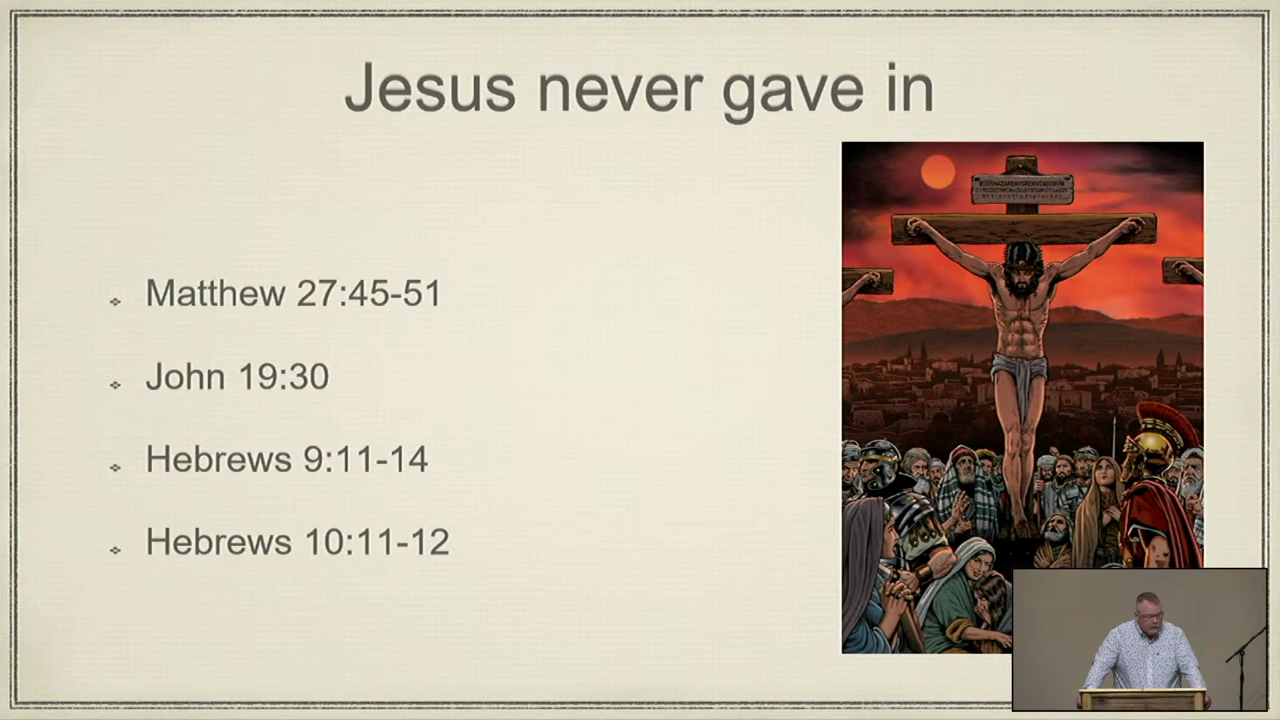 Jesus never gave in
Matthew 27:45-51
John 19:30
Hebrews 9:11-14
Hebrews 10:11-12